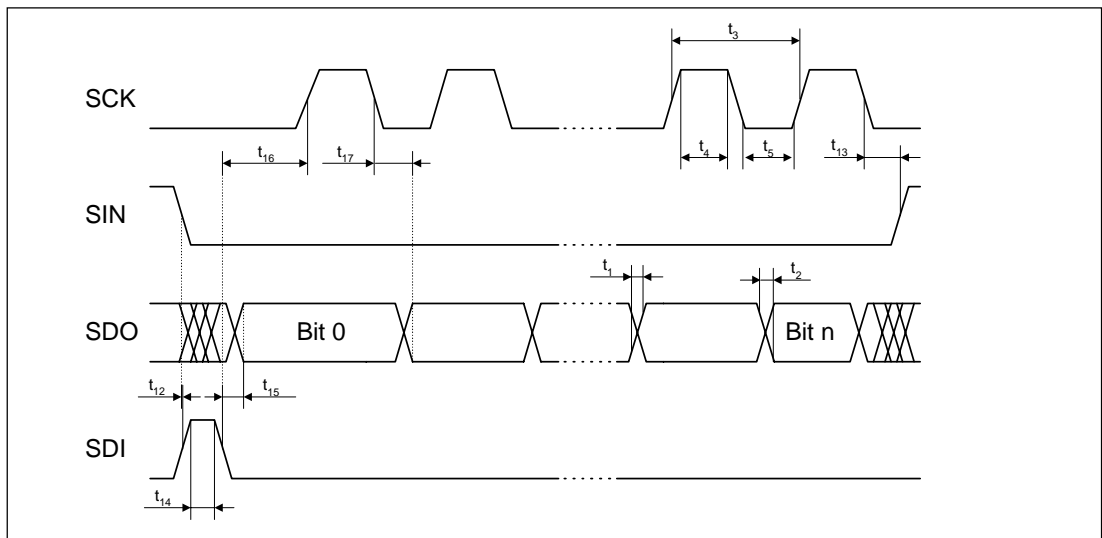 t3
SCK
t16
t17
t4
t5
t13
SIN
t1
t2
SDO
Bit 0
Bit n
t12
t15
SDI
t14